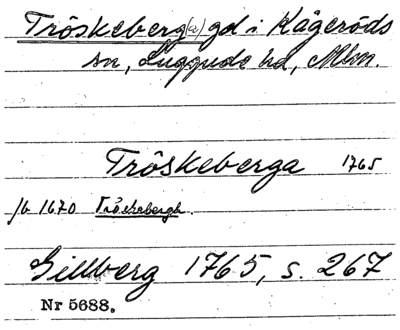 Tröskeberg(a) gd i Kågeröds
sn, Luggude hd, Mlm.
Tröskeberga 1765
jb 1670 Tröskebergh.
Gillberg 1765, s. 267
Nr 5688.